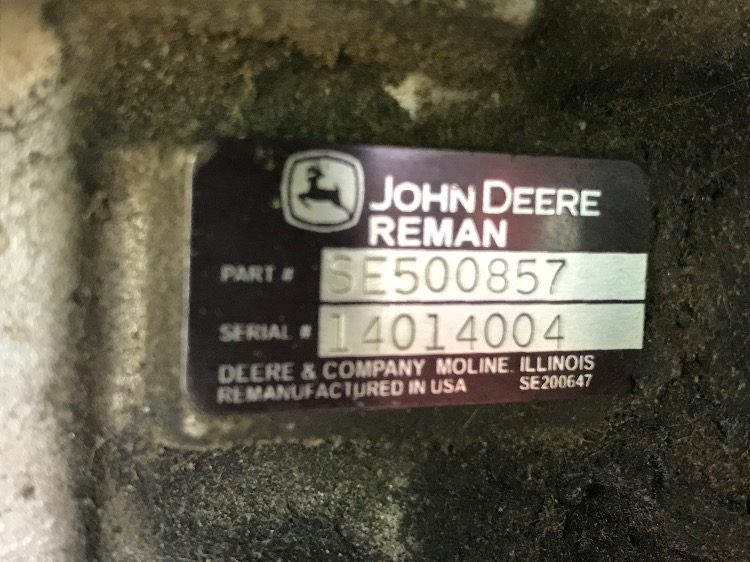 JOHN DEERE
REMAN
PART # SE500857
SERIAL # 14014004
DEERE & COMPANY MOLINE. ILLINOIS
REMANUFACTURED IN USA SE200647